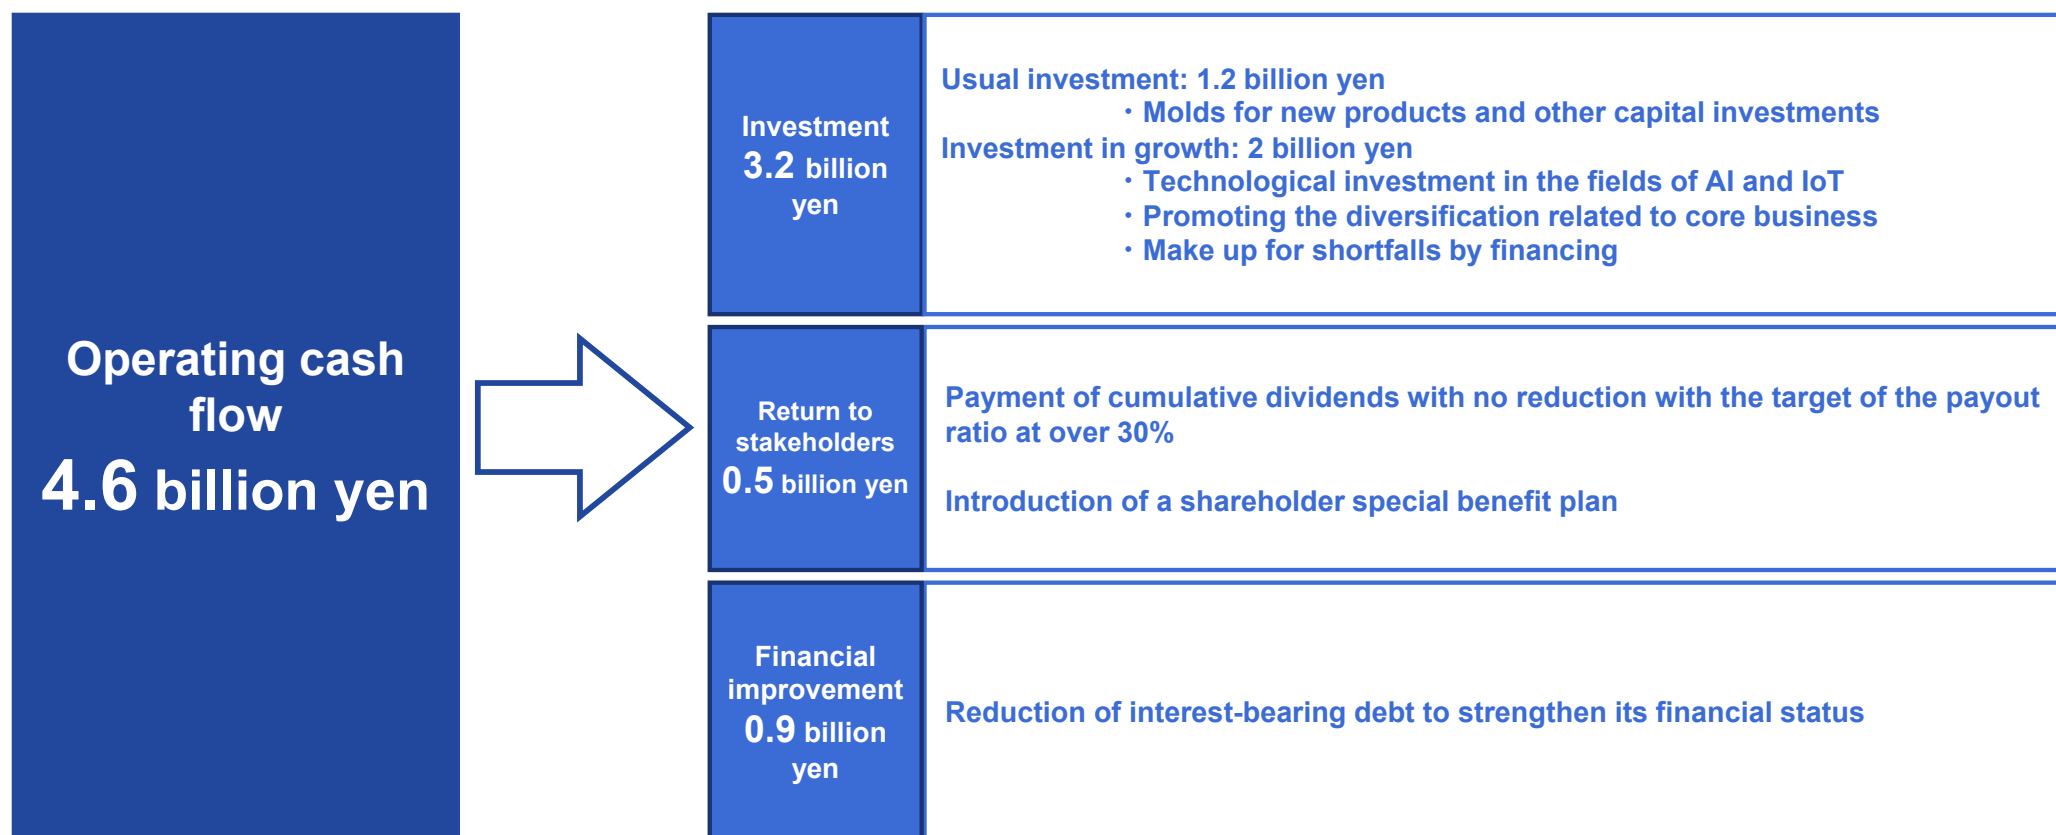 Operating cash
flow
4.6 billion yen
Investment
3.2 billion
yen
Usual investment: 1.2 billion yen
・Molds for new products and other capital investments
Investment in growth: 2 billion yen
・Technological investment in the fields of AI and IoT
・Promoting the diversification related to core business
・Make up for shortfalls by financing
Return to
stakeholders
0.5 billion yen
Payment of cumulative dividends with no reduction with the target of the payout
ratio at over 30%
Introduction of a shareholder special benefit plan
Financial
improvement
0.9 billion
yen
Reduction of interest-bearing debt to strengthen its financial status